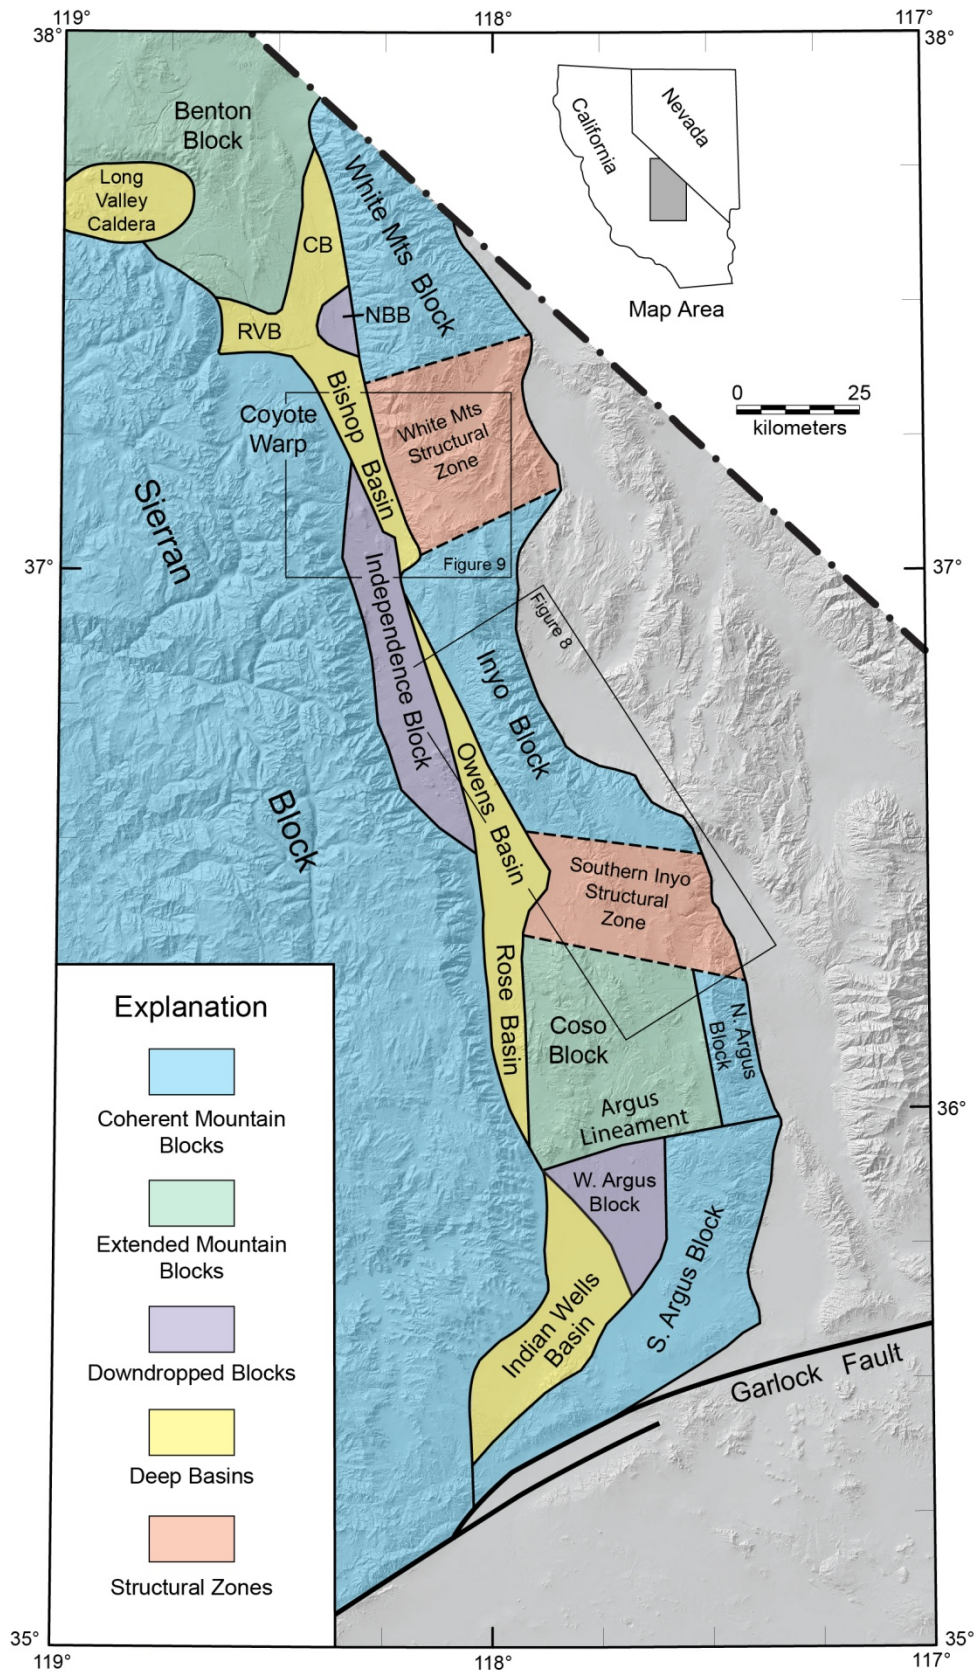 119°
118°
117°
38°
38°
Benton
Block
Long
Valley
Caldera
CB
White Mts Block
RVB
NBB
California
Nevada
Map Area
0 25
kilometers
Coyote
Warp
Bishop Basin
White Mts
Structural
Zone
Figure 9
Sierran Block
37°
37°
Independence Block
Figure 8
Inyo Block
Owens Basin
Southern Inyo
Structural
Zone
Rose Basin
Coso
Block
N. Argus
Block
Argus
Lineament
36°
W. Argus
Block
S. Argus Block
Indian Wells
Basin
Garlock Fault
Explanation
Coherent Mountain
Blocks
Extended Mountain
Blocks
Downdropped Blocks
Deep Basins
Structural Zones
35°
35°
119°
118°
117°